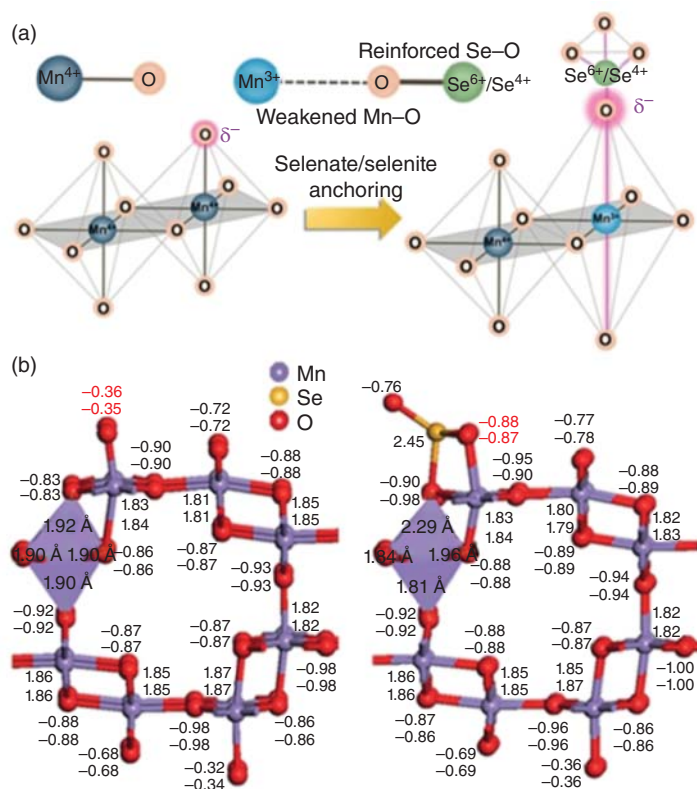 (a)
Reinforced Se–O
Mn4+
O
Mn3+
O
Se6+/Se4+
Weakened Mn–O
Se6+/Se4+
O
O
O
O
δ–
O
δ–
Selenate/selenite
anchoring
O
O
O
Mn4+
O
O
Mn4+
O
O
O
O
O
O
O
Mn3+
O
O
Mn4+
O
O
O
O
O
(b)
Mn
Se
O
–0.36
–0.35
–0.72
–0.72
–0.90
–0.90
–0.88
–0.88
–0.83
–0.83
1.83
1.84
1.81
1.81
1.85
1.85
1.92 Å
1.90 Å
1.90 Å
1.90 Å
–0.86
–0.86
–0.87
–0.87
–0.93
–0.93
–0.92
–0.92
–0.87
–0.87
–0.87
–0.87
1.82
1.82
1.86
1.86
1.85
1.85
1.87
1.87
–0.98
–0.98
–0.88
–0.88
–0.98
–0.98
–0.86
–0.86
–0.68
–0.68
–0.32
–0.34
–0.76
2.45
–0.88
–0.87
–0.77
–0.78
–0.95
–0.90
–0.88
–0.89
–0.90
–0.98
1.83
1.84
1.80
1.79
1.82
1.83
2.29 Å
1.84 Å
1.96 Å
1.81 Å
–0.88
–0.88
–0.89
–0.89
–0.94
–0.94
–0.92
–0.92
–0.88
–0.88
–0.87
–0.87
1.82
1.82
1.86
1.86
1.85
1.85
1.85
1.87
–1.00
–1.00
–0.87
–0.86
–0.96
–0.96
–0.86
–0.86
–0.69
–0.69
–0.36
–0.36